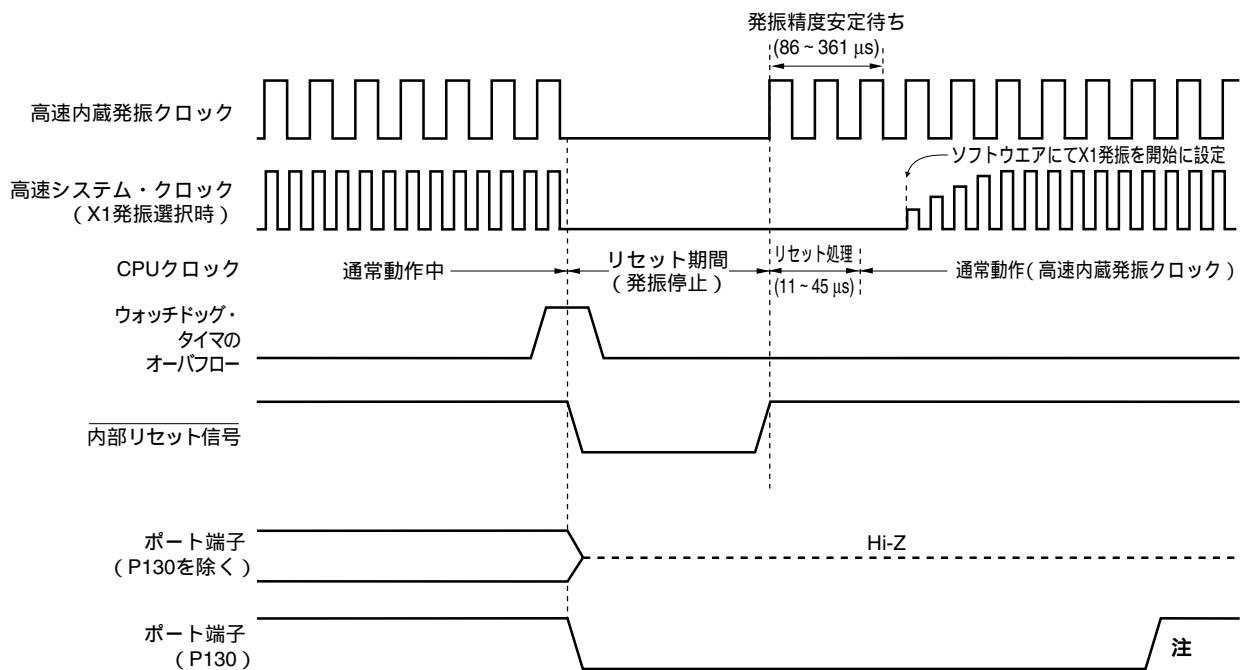 発振精度安定待ち
(86 ~ 361 μs)
高速内蔵発振クロック
ソフトウエアにてX1発振を開始に設定
高速システム・クロック
（X1発振選択時）
CPUクロック
通常動作中
リセット期間
（発振停止）
リセット処理
(11 ~ 45 μs)
通常動作（高速内蔵発振クロック）
ウォッチドッグ・
タイマの
オーバフロー
内部リセット信号
ポート端子
（P130を除く）
Hi-Z
ポート端子
(P130)
注